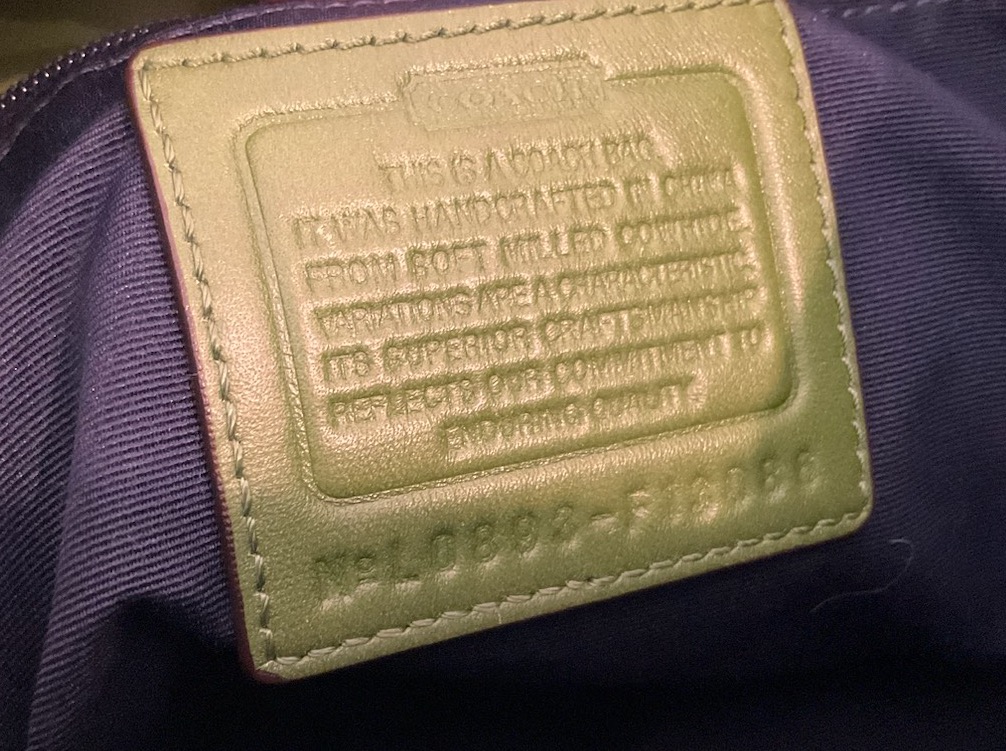 COACH
THIS IS A COACH BAG.
IT WAS HANDCRAFTED IN CHINA
FROM SOFT MILLED COWHIDE.
VARIATIONS ARE A CHARACTERISTIC.
ITS SUPERIOR CRAFTSMANSHIP
REFLECTS OUR COMMITMENT TO
ENDURING QUALITY.